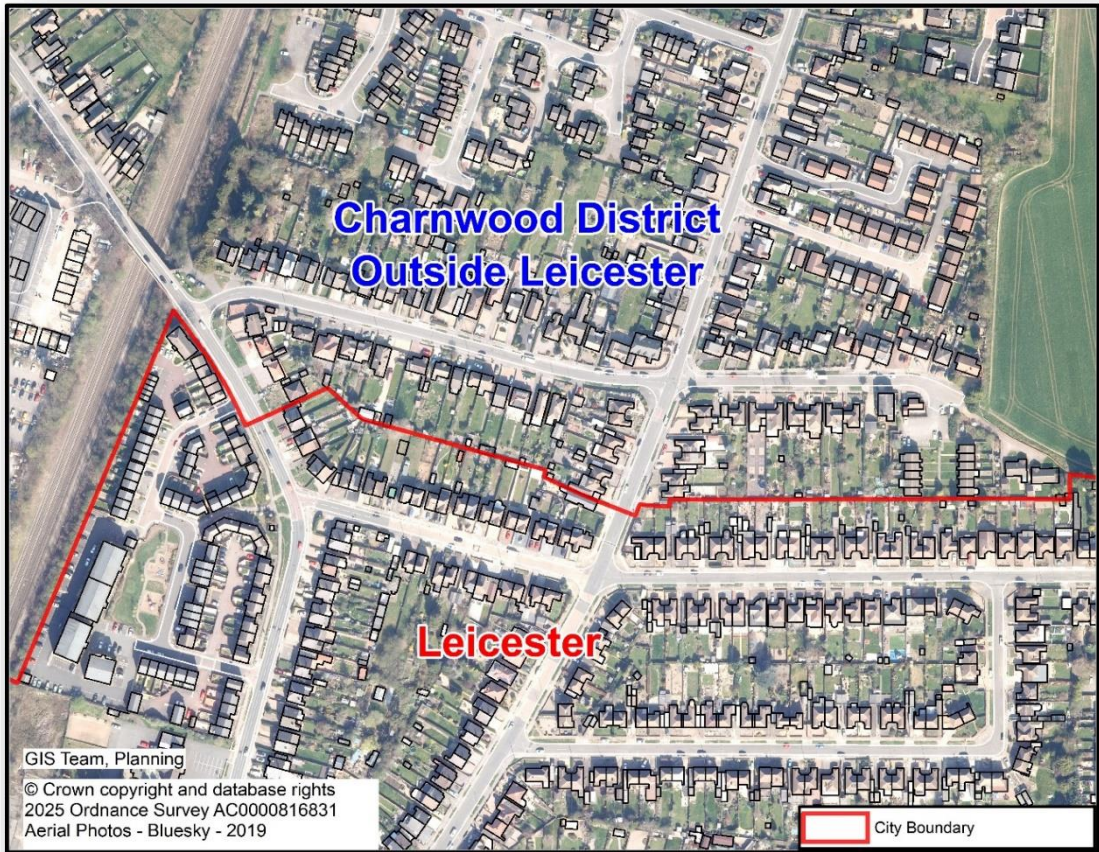 Charnwood District
Outside Leicester
Leicester
GIS Team, Planning
© Crown copyright and database rights
2025 Ordnance Survey AC0000816831
Aerial Photos - Bluesky - 2019
City Boundary